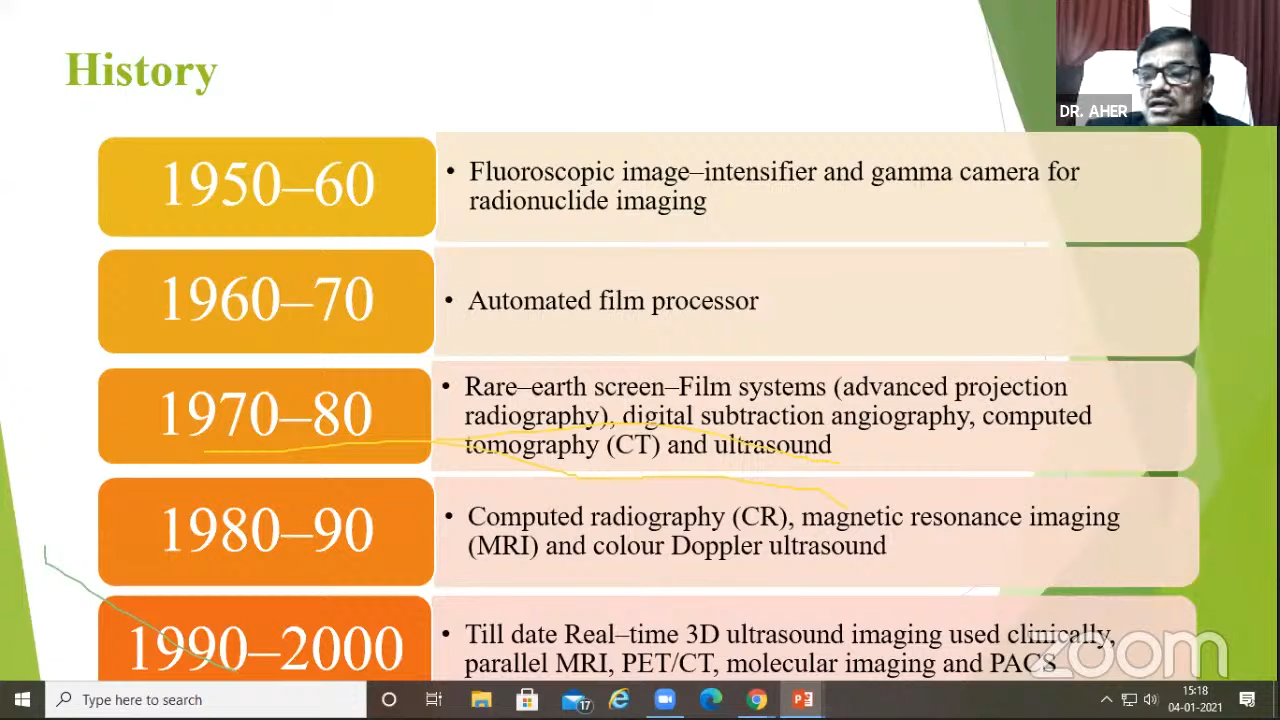 History
DR. AHER
1950–60
• Fluoroscopic image–intensifier and gamma camera for
radionuclide imaging
1960–70
• Automated film processor
1970–80
• Rare–earth screen–Film systems (advanced projection
radiography), digital subtraction angiography, computed
tomography (CT) and ultrasound
1980–90
• Computed radiography (CR), magnetic resonance imaging
(MRI) and colour Doppler ultrasound
1990–2000
• Till date Real–time 3D ultrasound imaging used clinically,
parallel MRI, PET/CT, molecular imaging and PACS
zoom
Type here to search
17
15:18
04-01-2021